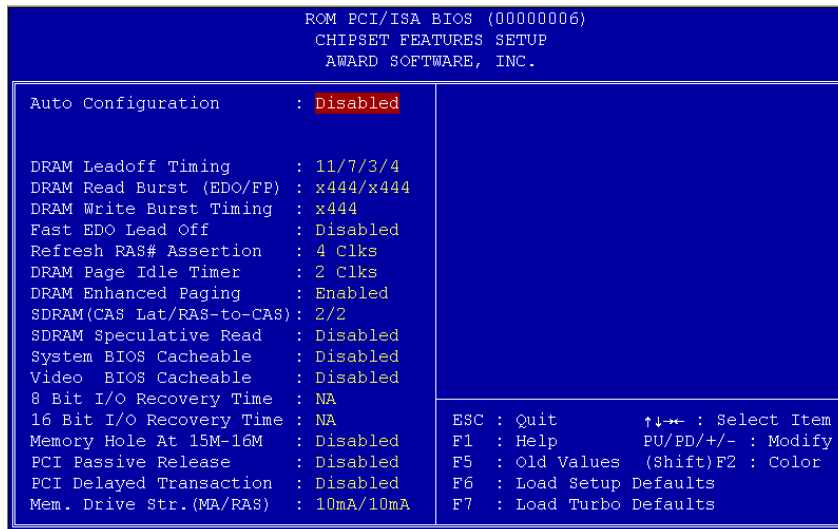 ROM PCI/ISA BIOS (00000006)
CHIPSET FEATURES SETUP
AWARD SOFTWARE, INC.
Auto Configuration : Disabled
DRAM Leadoff Timing : 11/7/3/4
DRAM Read Burst (EDO/FP) : x444/x444
DRAM Write Burst Timing : x444
Fast EDO Lead Off : Disabled
Refresh RAS# Assertion : 4 Clks
DRAM Page Idle Timer : 2 Clks
DRAM Enhanced Paging : Enabled
SDRAM(CAS Lat/RAS-to-CAS): 2/2
SDRAM Speculative Read : Disabled
System BIOS Cacheable : Disabled
Video BIOS Cacheable : Disabled
8 Bit I/O Recovery Time : NA
16 Bit I/O Recovery Time : NA
Memory Hole At 15M-16M : Disabled
PCI Passive Release : Disabled
PCI Delayed Transaction : Disabled
Mem. Drive Str.(MA/RAS) : 10mA/10mA
ESC : Quit ↑↓→← : Select Item
F1 : Help PU/PD/+/- : Modify
F5 : Old Values (Shift)F2 : Color
F6 : Load Setup Defaults
F7 : Load Turbo Defaults